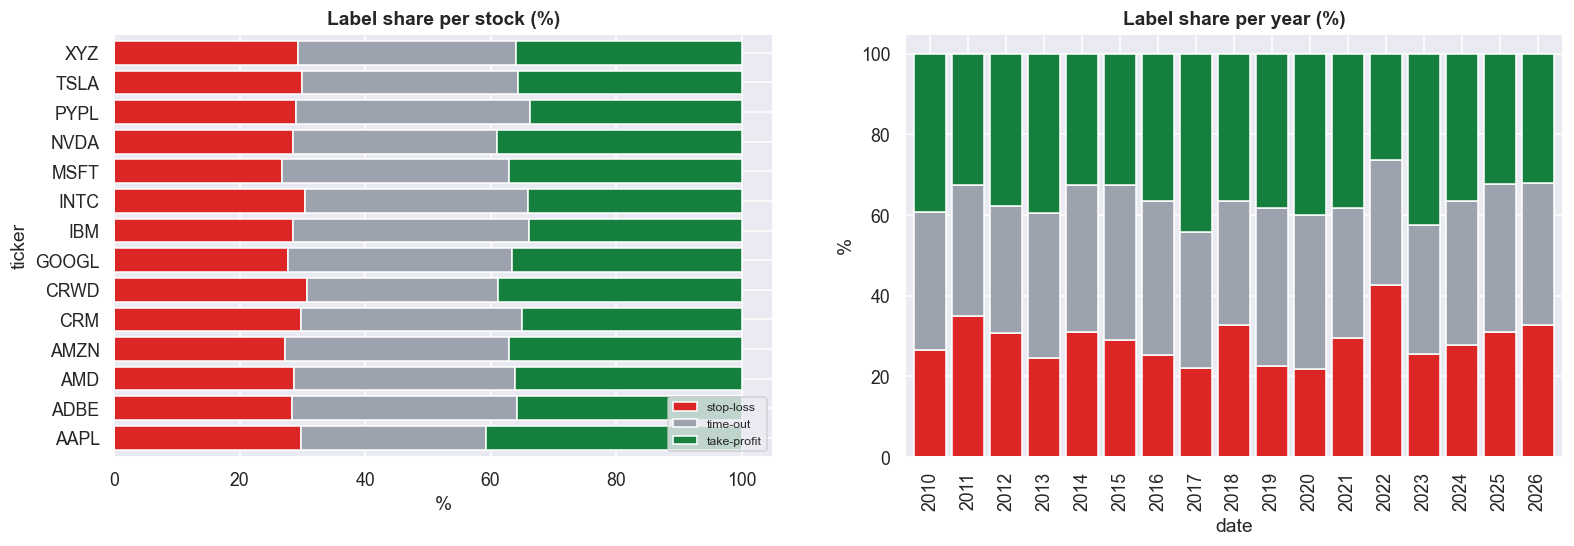 Label share per stock (%)
XYZ
TSLA
PYPL
NVDA
MSFT
INTC
IBM
GOOGL
CRWD
CRM
AMZN
AMD
ADBE
AAPL
ticker
0 20 40 60 80 100
%
stop-loss
time-out
take-profit
Label share per year (%)
100
80
60
40
20
0
%
2010 2011 2012 2013 2014 2015 2016 2017 2018 2019 2020 2021 2022 2023 2024 2025 2026
date